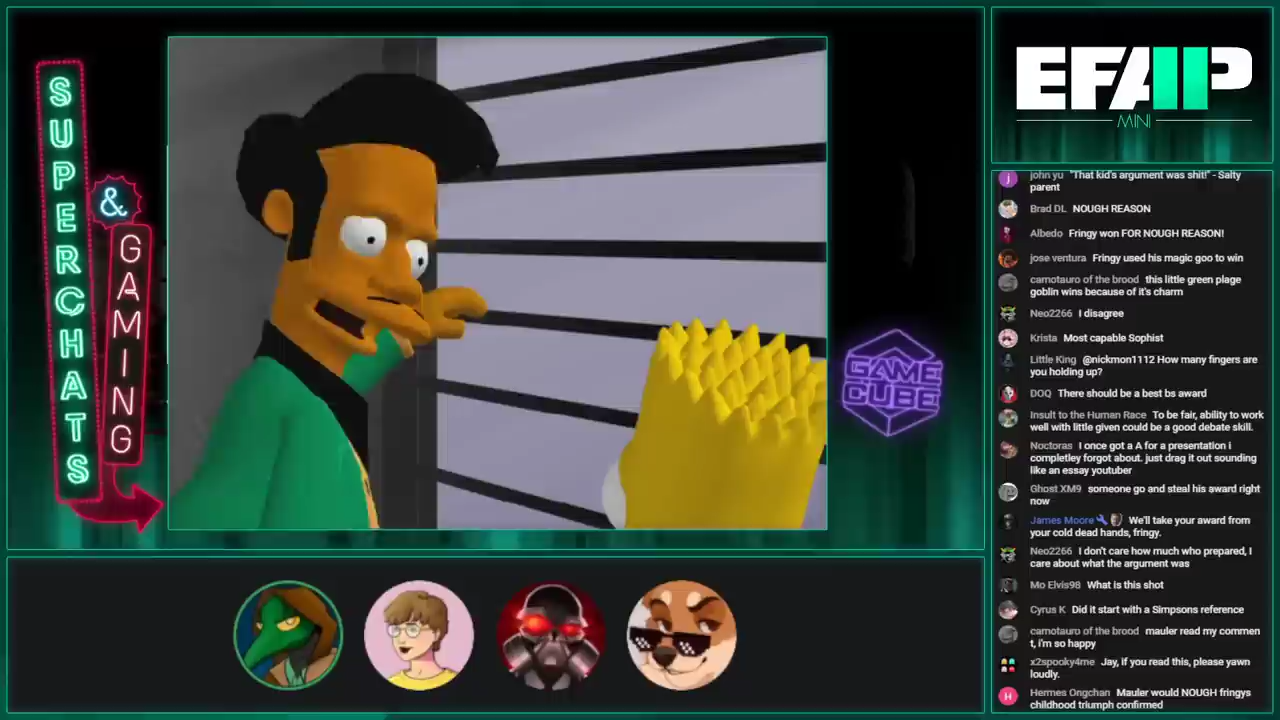 SUPERCHATS
&
GAMING
GAME
CUBE
EFAP
MINI
john yu "That kid's argument was shit!" - Salty
parent
Brad DL NOUGH REASON
Albedo Fringy won FOR NOUGH REASON!
jose ventura Fringy used his magic goo to win
camotauro of the brood this little green plage
goblin wins because of it's charm
Neo2266 I disagree
Krista Most capable Sophist
Little King @nickmon1112 How many fingers are
you holding up?
DOQ There should be a best bs award
Insult to the Human Race To be fair, ability to work
well with little given could be a good debate skill.
Noctoras I once got a A for a presentation i
completley forgot about. just drag it out sounding
like an essay youtuber
Ghost XM9 someone go and steal his award right
now
James Moore We'll take your award from
your cold dead hands, fringy.
Neo2266 I don't care how much who prepared, I
care about what the argument was
Mo Elvis98 What is this shot
Cyrus K Did it start with a Simpsons reference
camotauro of the brood mauler read my commen
t, i'm so happy
x2spooky4me Jay, if you read this, please yawn
loudly.
H
Hermes Ongchan Mauler would NOUGH fringys
childhood triumph confirmed